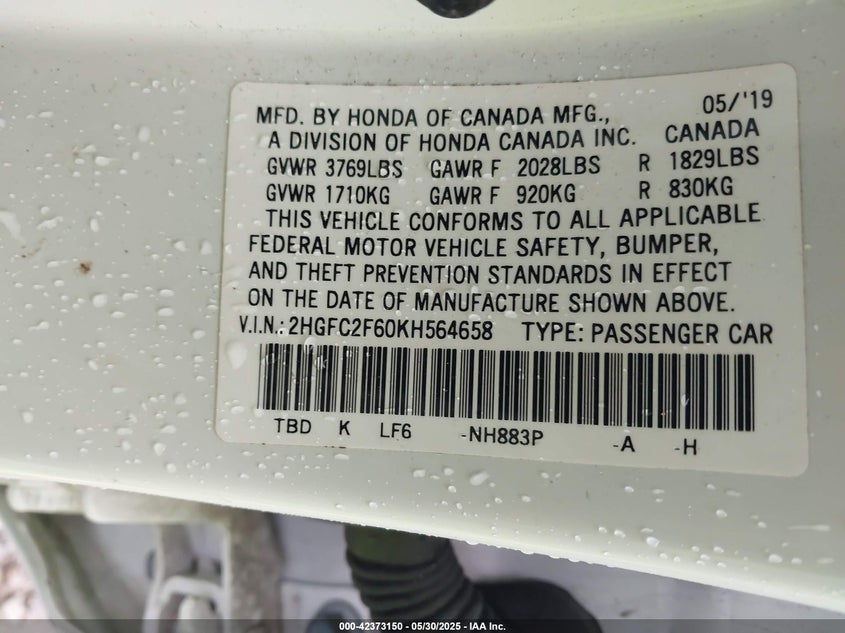 MFD. BY HONDA OF CANADA MFG., 05/'19
A DIVISION OF HONDA CANADA INC. CANADA
GVWR 3769LBS GAWR F 2028LBS R 1829LBS
GVWR 1710KG GAWR F 920KG R 830KG
THIS VEHICLE CONFORMS TO ALL APPLICABLE
FEDERAL MOTOR VEHICLE SAFETY, BUMPER,
AND THEFT PREVENTION STANDARDS IN EFFECT
ON THE DATE OF MANUFACTURE SHOWN ABOVE.
V.I.N.: 2HGFC2F60KH564658 TYPE: PASSENGER CAR
TBD K LF6 -NH883P -A -H
000-42373150 — 05/30/2025 — IAA Inc.